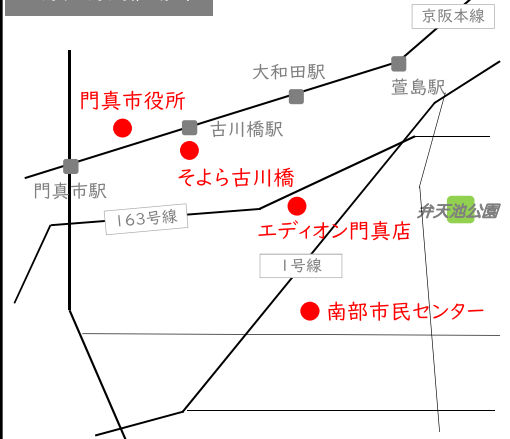 京阪本線
大和田駅
萱島駅
門真市役所
古川橋駅
そよら古川橋
門真市駅
163号線
弁天池公園
エディオン門真店
1号線
南部市民センター